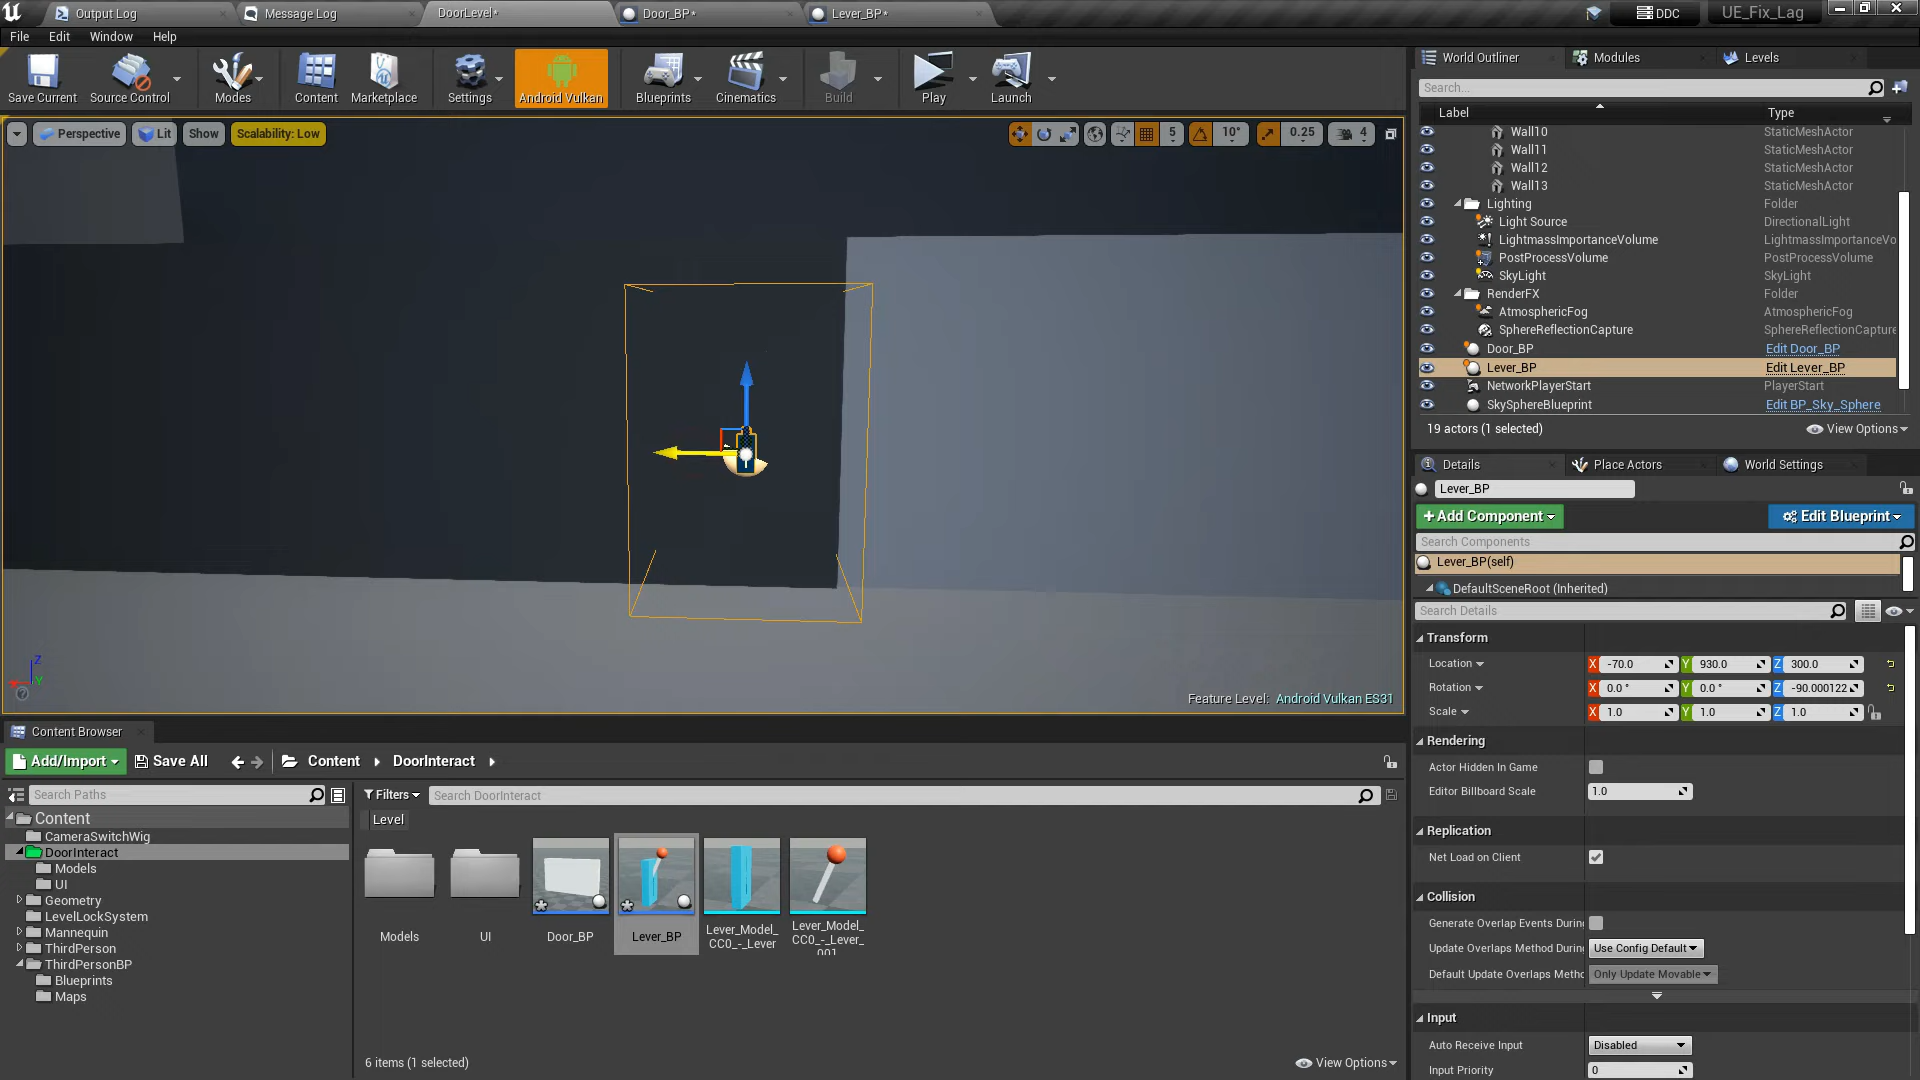 Output Log
Message Log
DoorLevel*
Door_BP*
Lever_BP*
DDC
UE_Fix_Lag
File
Edit
Window
Help
Save Current
Source Control
Modes
Content
Marketplace
Settings
Android Vulkan
Blueprints
Cinematics
Build
Play
Launch
Perspective
Lit
Show
Scalability: Low
5
10°
0.25
4
Z
Y
Feature Level: Android Vulkan ES31
World Outliner
Modules
Levels
Search...
Label
Type
Wall10 StaticMeshActor
Wall11 StaticMeshActor
Wall12 StaticMeshActor
Wall13 StaticMeshActor
Lighting Folder
Light Source DirectionalLight
LightmassImportanceVolume LightmassImportanceVo
PostProcessVolume PostProcessVolume
SkyLight SkyLight
RenderFX Folder
AtmosphericFog AtmosphericFog
SphereReflectionCapture SphereReflectionCapture
Door_BP Edit Door_BP
Lever_BP Edit Lever_BP
NetworkPlayerStart PlayerStart
SkySphereBlueprint Edit BP_Sky_Sphere
19 actors (1 selected)
View Options
Details
Place Actors
World Settings
Lever_BP
Add Component
Edit Blueprint
Search Components
Lever_BP(self)
DefaultSceneRoot (Inherited)
Search Details
Transform
Location X -70.0 Y 930.0 Z 300.0
Rotation X 0.0 ° Y 0.0 ° Z -90.000122
Scale X 1.0 Y 1.0 Z 1.0
Rendering
Actor Hidden In Game
Editor Billboard Scale 1.0
Replication
Net Load on Client
Collision
Generate Overlap Events During
Update Overlaps Method During Use Config Default
Default Update Overlaps Metho Only Update Movable
Input
Auto Receive Input Disabled
Input Priority 0
Content Browser
Add/Import
Save All
Content
DoorInteract
Search Paths
Filters
Search DoorInteract
Level
Content
CameraSwitchWig
DoorInteract
Models
UI
Geometry
LevelLockSystem
Mannequin
ThirdPerson
ThirdPersonBP
Blueprints
Maps
Models
UI
Door_BP
Lever_BP
Lever_Model_
CC0_-_Lever
Lever_Model_
CC0_-_Lever_
001
6 items (1 selected)
View Options